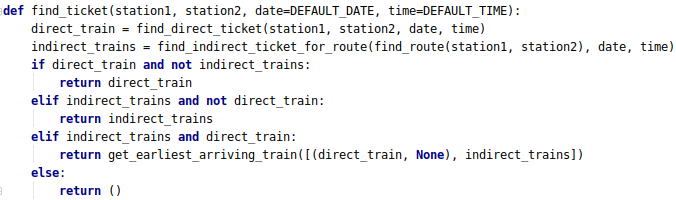 def find_ticket(station1, station2, date=DEFAULT_DATE, time=DEFAULT_TIME):
    direct_train = find_direct_ticket(station1, station2, date, time)
    indirect_trains = find_indirect_ticket_for_route(find_route(station1, station2), date, time)
    if direct_train and not indirect_trains:
        return direct_train
    elif indirect_trains and not direct_train:
        return indirect_trains
    elif indirect_trains and direct_train:
        return get_earliest_arriving_train([(direct_train, None), indirect_trains])
    else:
        return ()